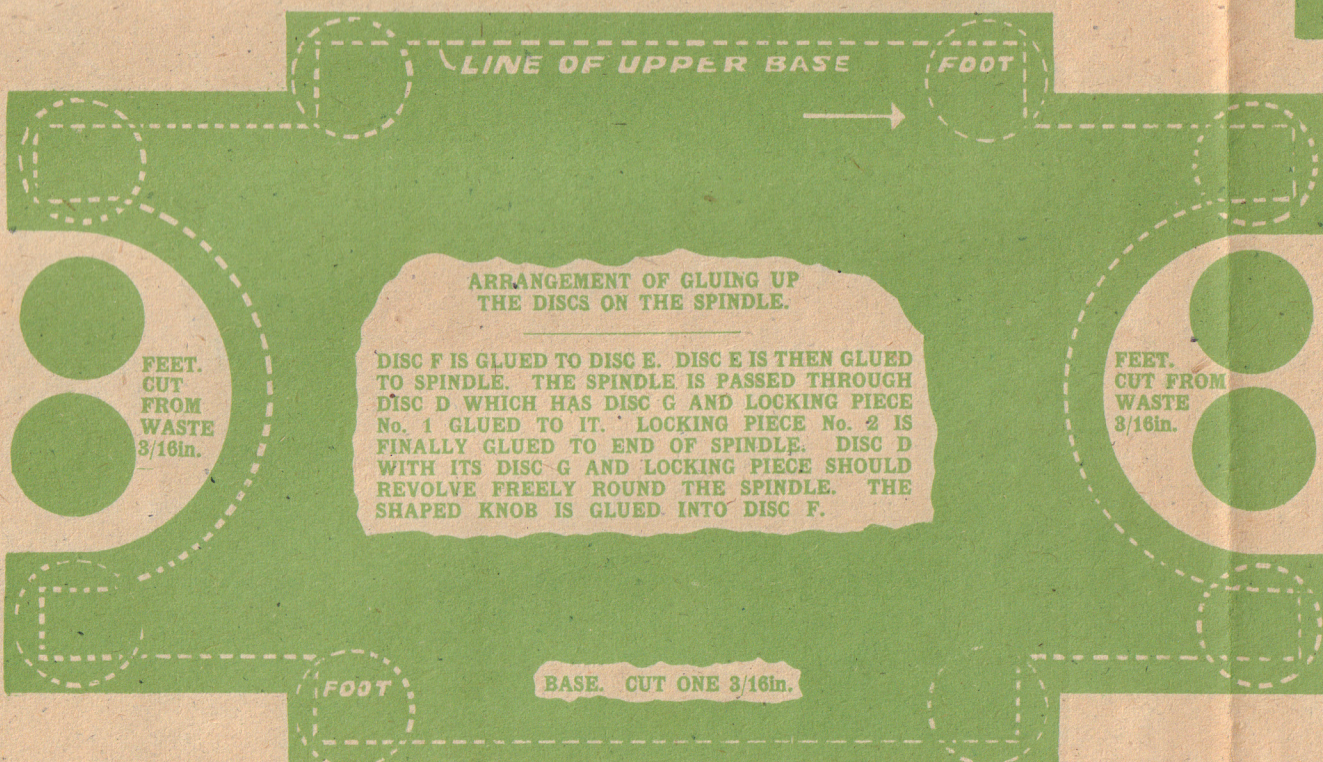 LINE OF UPPER BASE
FOOT
ARRANGEMENT OF GLUING UP
THE DISCS ON THE SPINDLE.
DISC F IS GLUED TO DISC E. DISC E IS THEN GLUED
TO SPINDLE. THE SPINDLE IS PASSED THROUGH
DISC D WHICH HAS DISC G AND LOCKING PIECE
No. 1 GLUED TO IT. LOCKING PIECE No. 2 IS
FINALLY GLUED TO END OF SPINDLE. DISC D
WITH ITS DISC G AND LOCKING PIECE SHOULD
REVOLVE FREELY ROUND THE SPINDLE. THE
SHAPED KNOB IS GLUED INTO DISC F.
FEET.
CUT
FROM
WASTE
3/16in.
FEET.
CUT FROM
WASTE
3/16in.
FOOT
BASE. CUT ONE 3/16in.